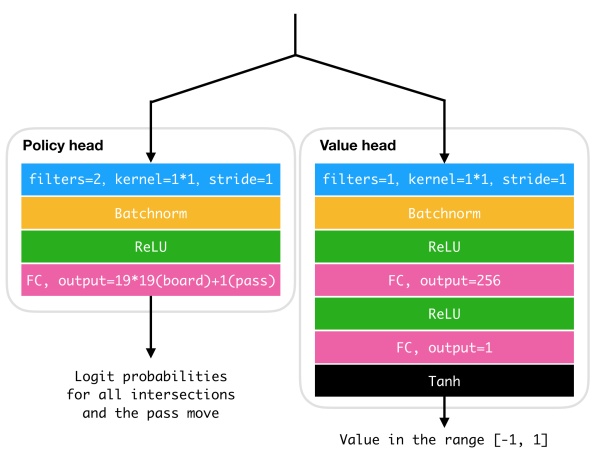 Policy head
filters=2, kernel=1*1, stride=1
Batchnorm
ReLU
FC, output=19*19(board)+1(pass)
Logit probabilities
for all intersections
and the pass move
Value head
filters=1, kernel=1*1, stride=1
Batchnorm
ReLU
FC, output=256
ReLU
FC, output=1
Tanh
Value in the range [-1, 1]